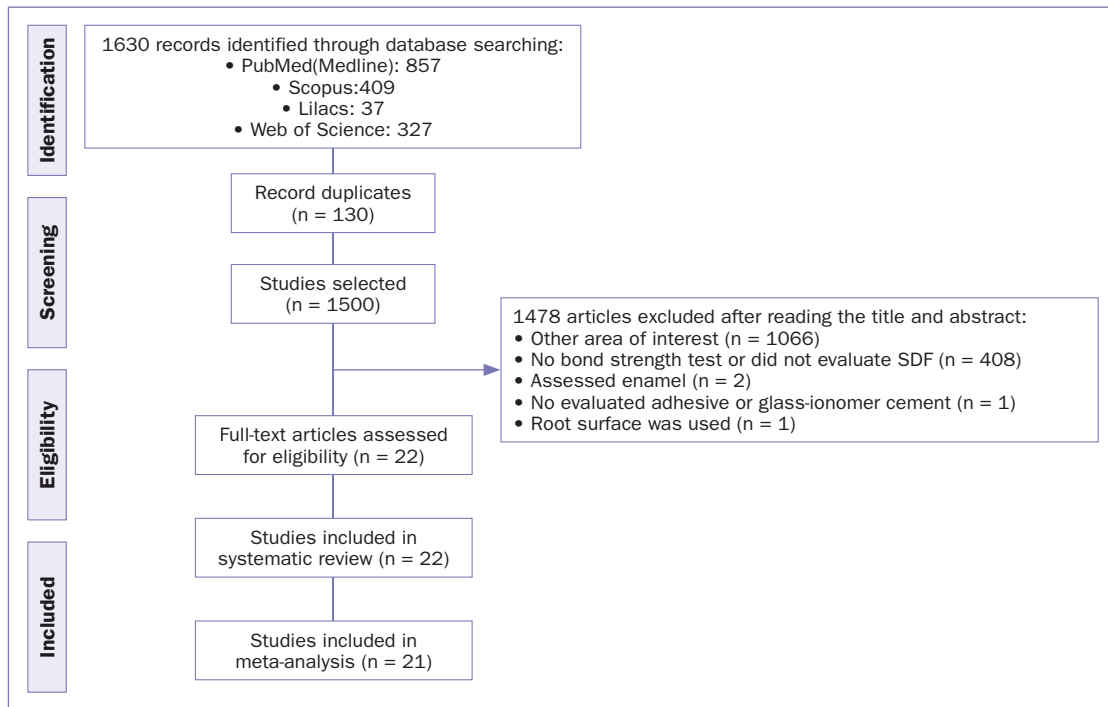 Identification
1630 records identified through database searching:
• PubMed(Medline): 857
• Scopus:409
• Lilacs: 37
• Web of Science: 327
Screening
Record duplicates
(n = 130)
Studies selected
(n = 1500)
1478 articles excluded after reading the title and abstract:
• Other area of interest (n = 1066)
• No bond strength test or did not evaluate SDF (n = 408)
• Assessed enamel (n = 2)
• No evaluated adhesive or glass-ionomer cement (n = 1)
• Root surface was used (n = 1)
Eligibility
Full-text articles assessed
for eligibility (n = 22)
Studies included in
systematic review (n = 22)
Included
Studies included in
meta-analysis (n = 21)